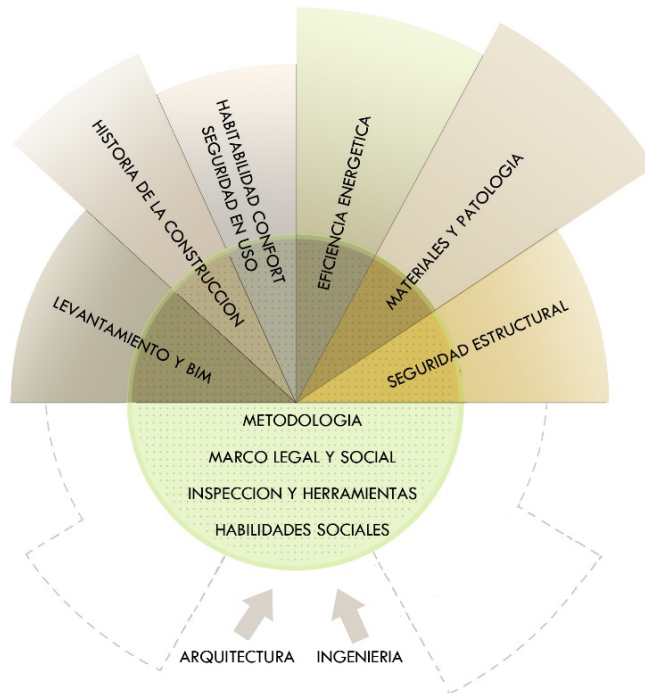 LEVANTAMIENTO Y BIM
HISTORIA DE LA CONSTRUCCION
HABITABILIDAD CONFORT
SEGURIDAD EN USO
EFICIENCIA ENERGETICA
MATERIALES Y PATOLOGIA
SEGURIDAD ESTRUCTURAL
METODOLOGIA
MARCO LEGAL Y SOCIAL
INSPECCION Y HERRAMIENTAS
HABILIDADES SOCIALES
ARQUITECTURA
INGENIERIA